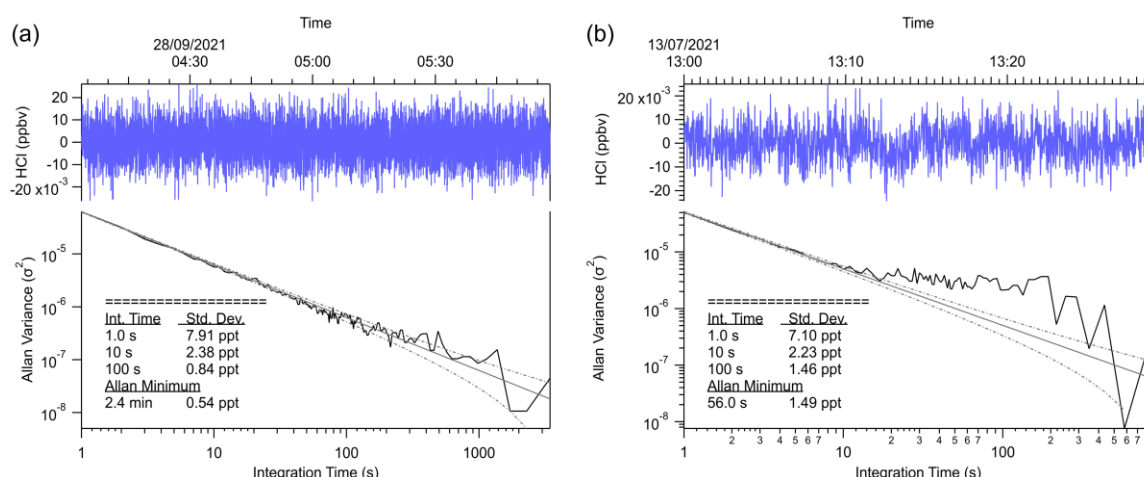 (a)
Time
28/09/2021
04:30 05:00 05:30
HCl (ppbv)
20
10
0
-10
-20 x10⁻³
Allan Variance (σ²)
10⁻⁵
10⁻⁶
10⁻⁷
10⁻⁸
Int. Time Std. Dev.
1.0 s 7.91 ppt
10 s 2.38 ppt
100 s 0.84 ppt
Allan Minimum
2.4 min 0.54 ppt
1 10 100 1000
Integration Time (s)
(b)
Time
13/07/2021
13:00 13:10 13:20
HCl (ppbv)
20 x10⁻³
10
0
-10
-20
Allan Variance (σ²)
10⁻⁵
10⁻⁶
10⁻⁷
10⁻⁸
Int. Time Std. Dev.
1.0 s 7.10 ppt
10 s 2.23 ppt
100 s 1.46 ppt
Allan Minimum
56.0 s 1.49 ppt
1 2 3 4 5 6 7 10 2 3 4 5 6 7 100 2 3 4 5 6 7
Integration Time (s)